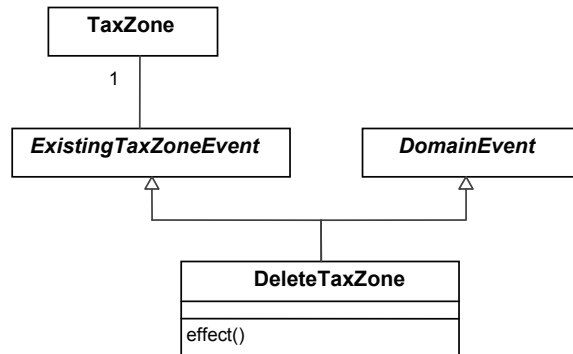 TaxZone
1
ExistingTaxZoneEvent
DomainEvent
DeleteTaxZone
effect()